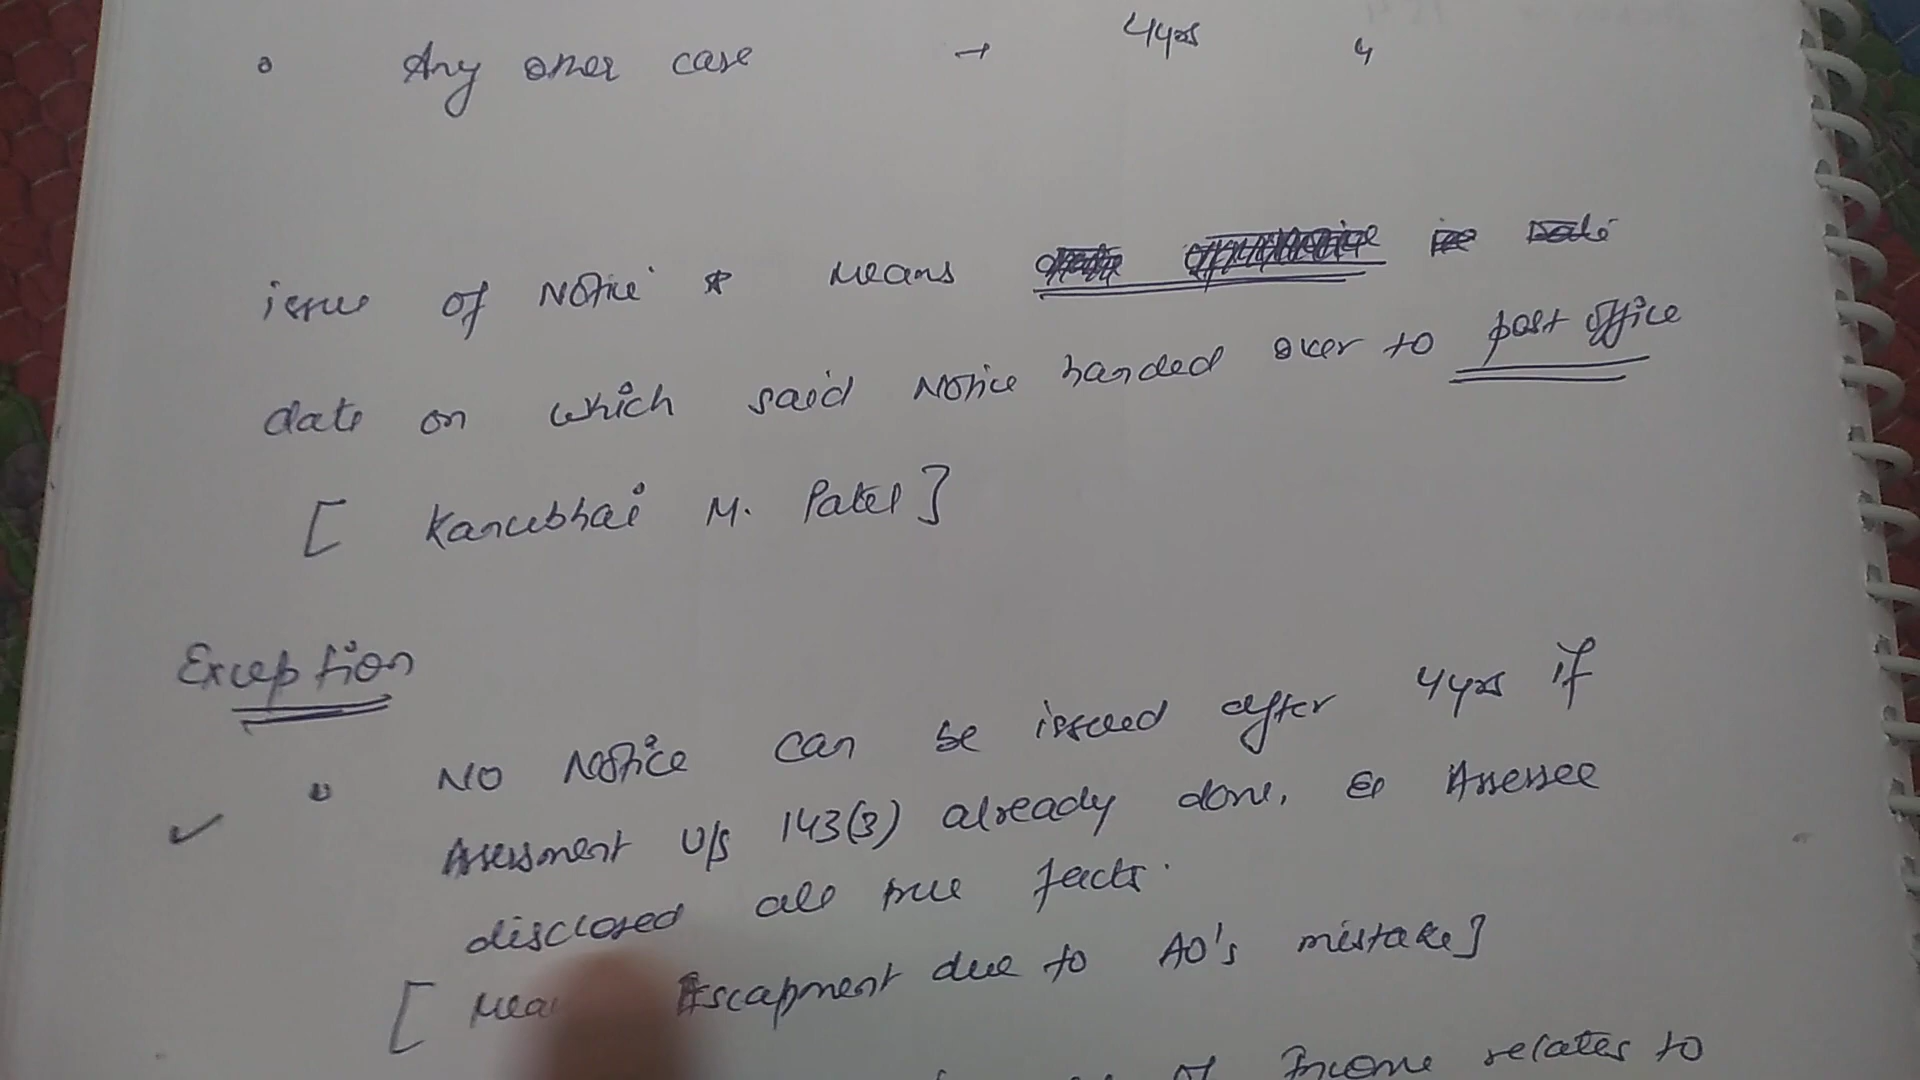 Any other case → 4yrs "
issue of Notice means
date on which said Notice handed over to post office
[ Kanubhai M. Patel ]
Exception
NO Notice can be issued after 4yrs if
Assessment U/s 143(3) already done, & Assessee
disclosed all true facts.
[ Escapment due to AO's mistake ]
of Income relates to